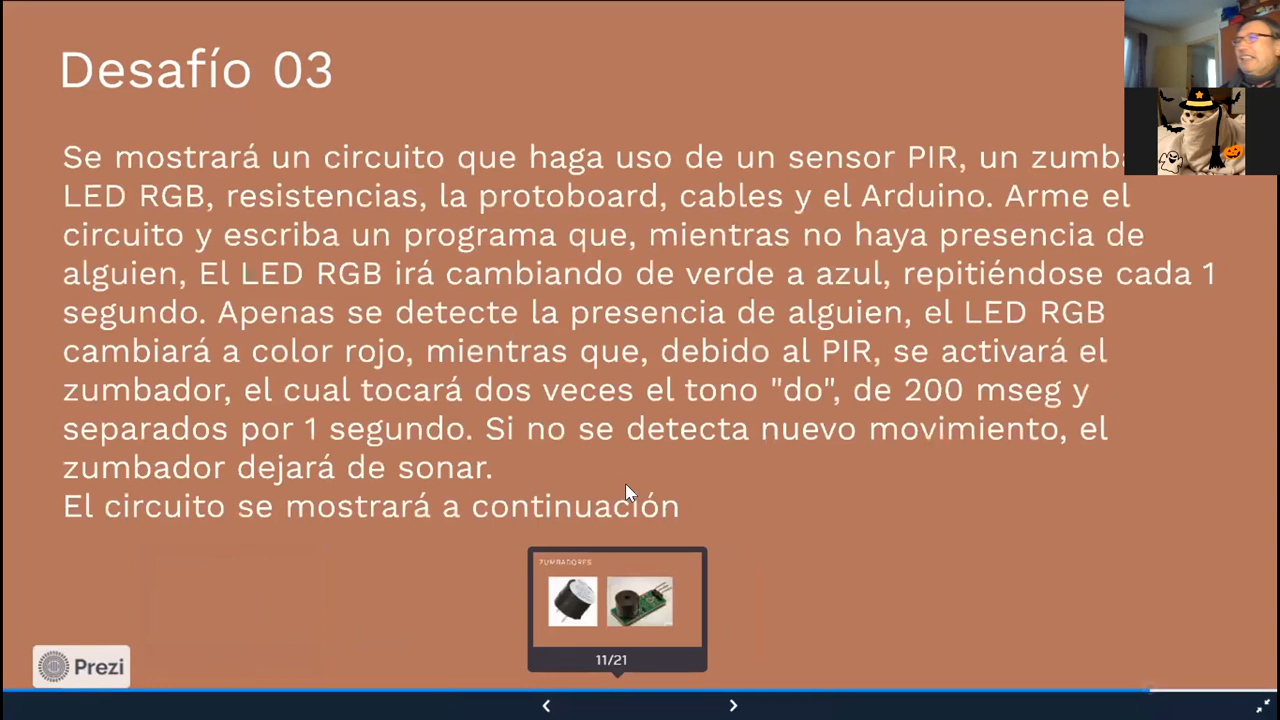 Desafío 03
Se mostrará un circuito que haga uso de un sensor PIR, un
LED RGB, resistencias, la protoboard, cables y el Arduino. Arme el
circuito y escriba un programa que, mientras no haya presencia de
alguien, El LED RGB irá cambiando de verde a azul, repitiéndose cada 1
segundo. Apenas se detecte la presencia de alguien, el LED RGB
cambiará a color rojo, mientras que, debido al PIR, se activará el
zumbador, el cual tocará dos veces el tono "do", de 200 mseg y
separados por 1 segundo. Si no se detecta nuevo movimiento, el
zumbador dejará de sonar.
El circuito se mostrará a continuación
ZUMBADORES
11/21
Prezi